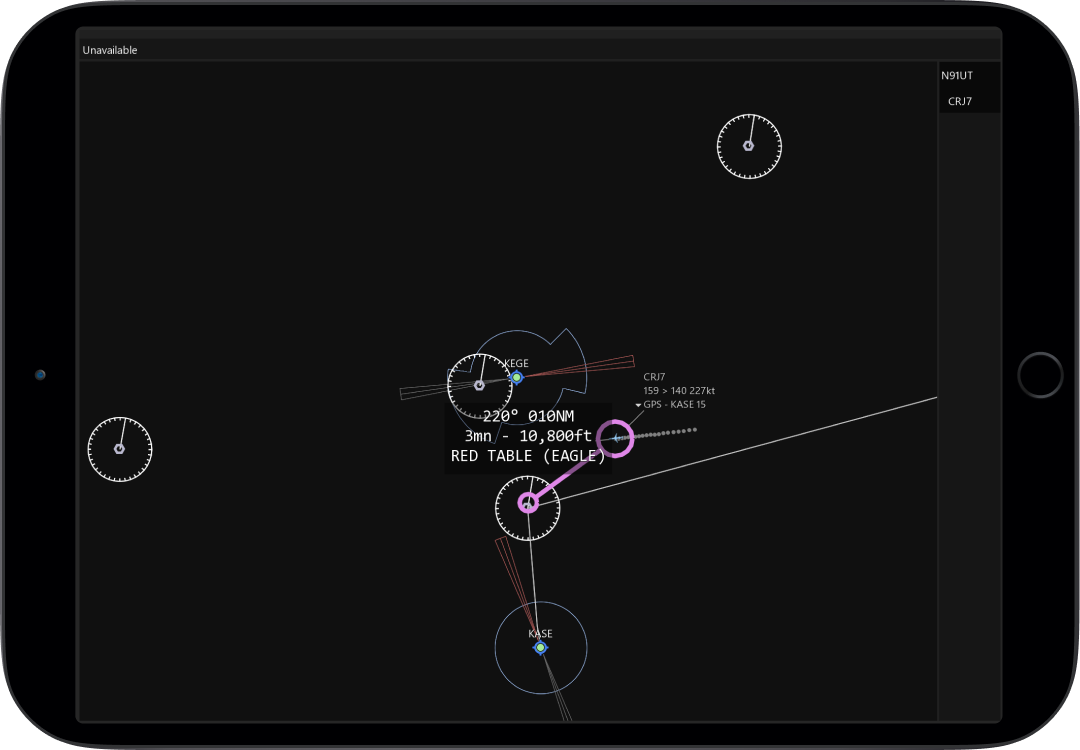 Unavailable
N91UT
CRJ7
KEGE
CRJ7
159 > 140 227kt
GPS - KASE 15
220° 010NM
3mn - 10,800ft
RED TABLE (EAGLE)
KASE